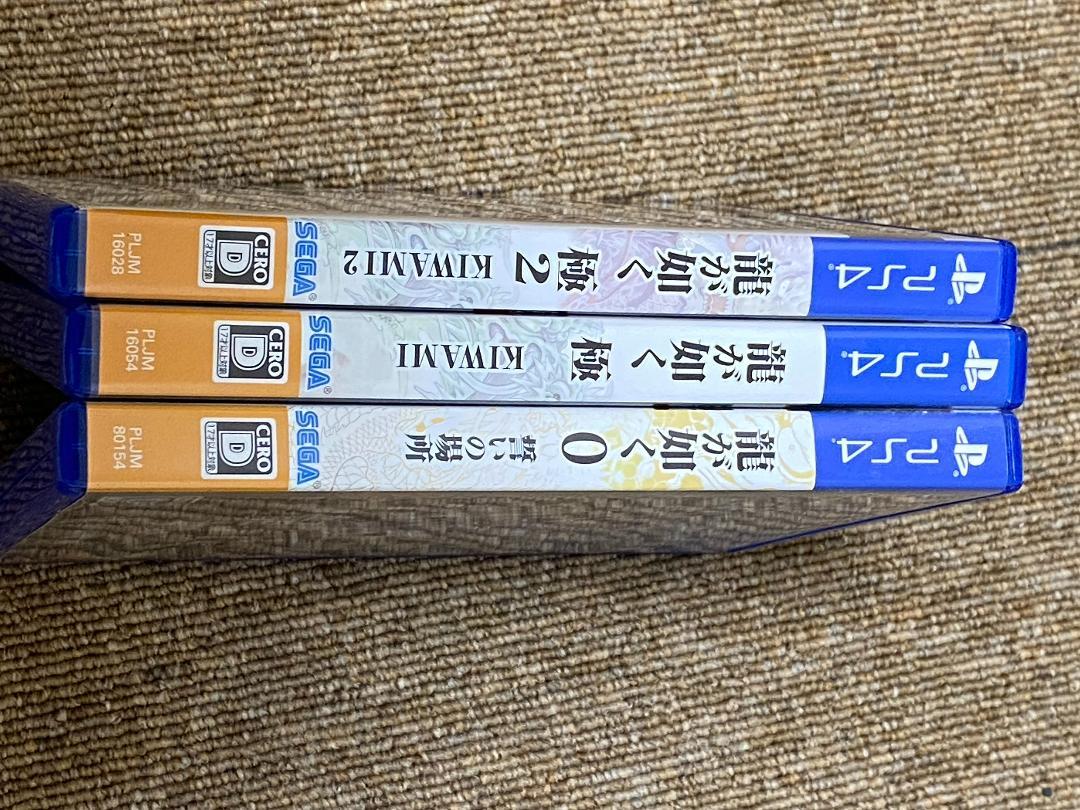 PS4
龍が如く
極2
KIWAMI 2
SEGA
CERO
D
17才以上対象
PLJM
16028
PS4
龍が如く
極
KIWAMI
SEGA
CERO
D
17才以上対象
PLJM
16054
PS4
龍が如く0
誓いの場所
SEGA
CERO
D
17才以上対象
PLJM
80154